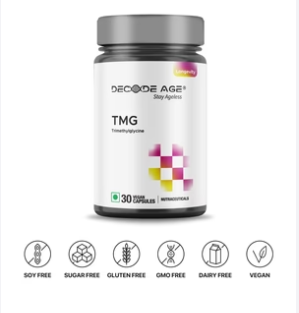 Longevity
DECODE AGE®
Stay Ageless
TMG
Trimethylglycine
30 VEGAN CAPSULES
NUTRACEUTICALS
SOY FREE
SUGAR FREE
GLUTEN FREE
GMO FREE
DAIRY FREE
VEGAN